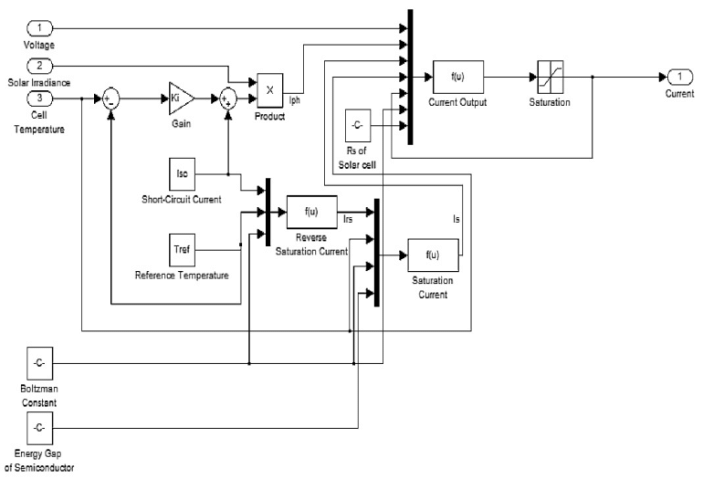 1
Voltage
2
Solar Irradiance
3
Cell
Temperature
Ki
Gain
X
Product
Iph
-C-
Rs of
Solar cell
f(u)
Current Output
Saturation
1
Current
Isc
Short-Circuit Current
Tref
Reference Temperature
f(u)
Reverse
Saturation Current
Irs
f(u)
Saturation
Current
Is
-C-
Boltzman
Constant
-C-
Energy Gap
of Semiconductor